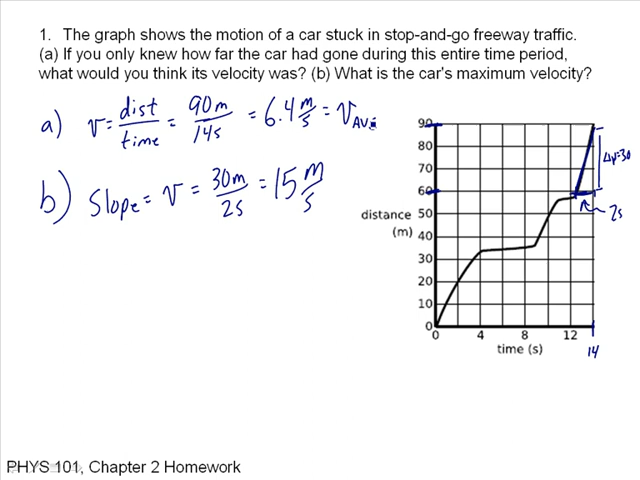 1. The graph shows the motion of a car stuck in stop-and-go freeway traffic.
(a) If you only knew how far the car had gone during this entire time period,
what would you think its velocity was? (b) What is the car's maximum velocity?
a) v = dist/time = 90m/14s = 6.4 m/s = VAVG
b) Slope = v = 30m/2s = 15 m/s
90
80
70
60
50
40
30
20
10
0
distance
(m)
Δy=30
2s
0 4 8 12
14
time (s)
PHYS 101, Chapter 2 Homework